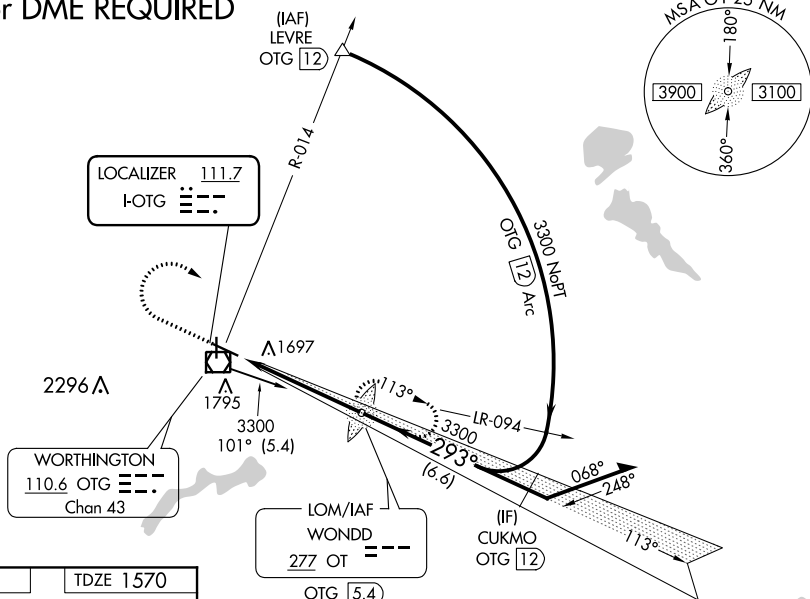 or DME REQUIRED
(IAF)
LEVRE
OTG 12
MSA OT 25 NM
180°
3900
3100
360°
R-014
LOCALIZER 111.7
I-OTG
3300 NoPT
OTG 12 Arc
1697
2296
1795
3300
101° (5.4)
113°
LR-094
3300
293°
(6.6)
068°
248°
WORTHINGTON
110.6 OTG
Chan 43
LOM/IAF
WONDD
277 OT
OTG 5.4
(IF)
CUKMO
OTG 12
113°
TDZE 1570